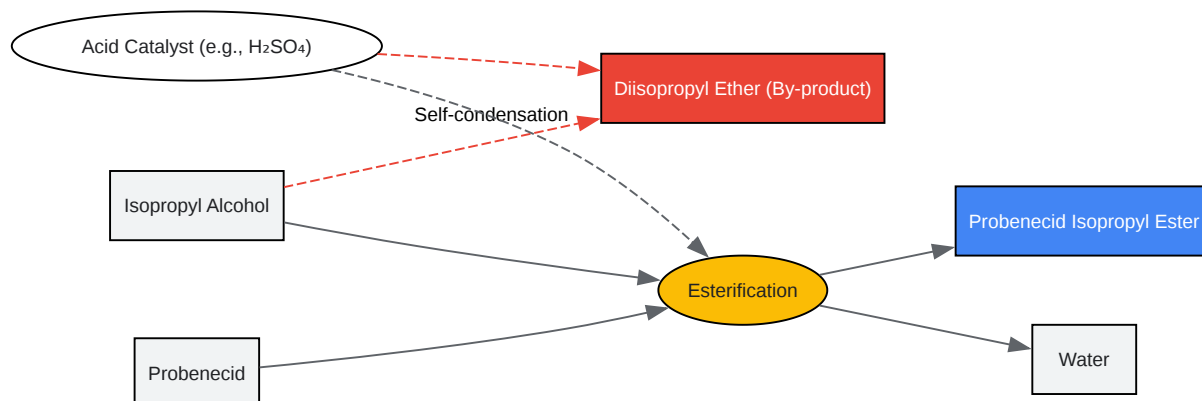 Acid Catalyst (e.g., H₂SO₄)
Diisopropyl Ether (By-product)
Self-condensation
Isopropyl Alcohol
Probenecid Isopropyl Ester
Esterification
Water
Probenecid